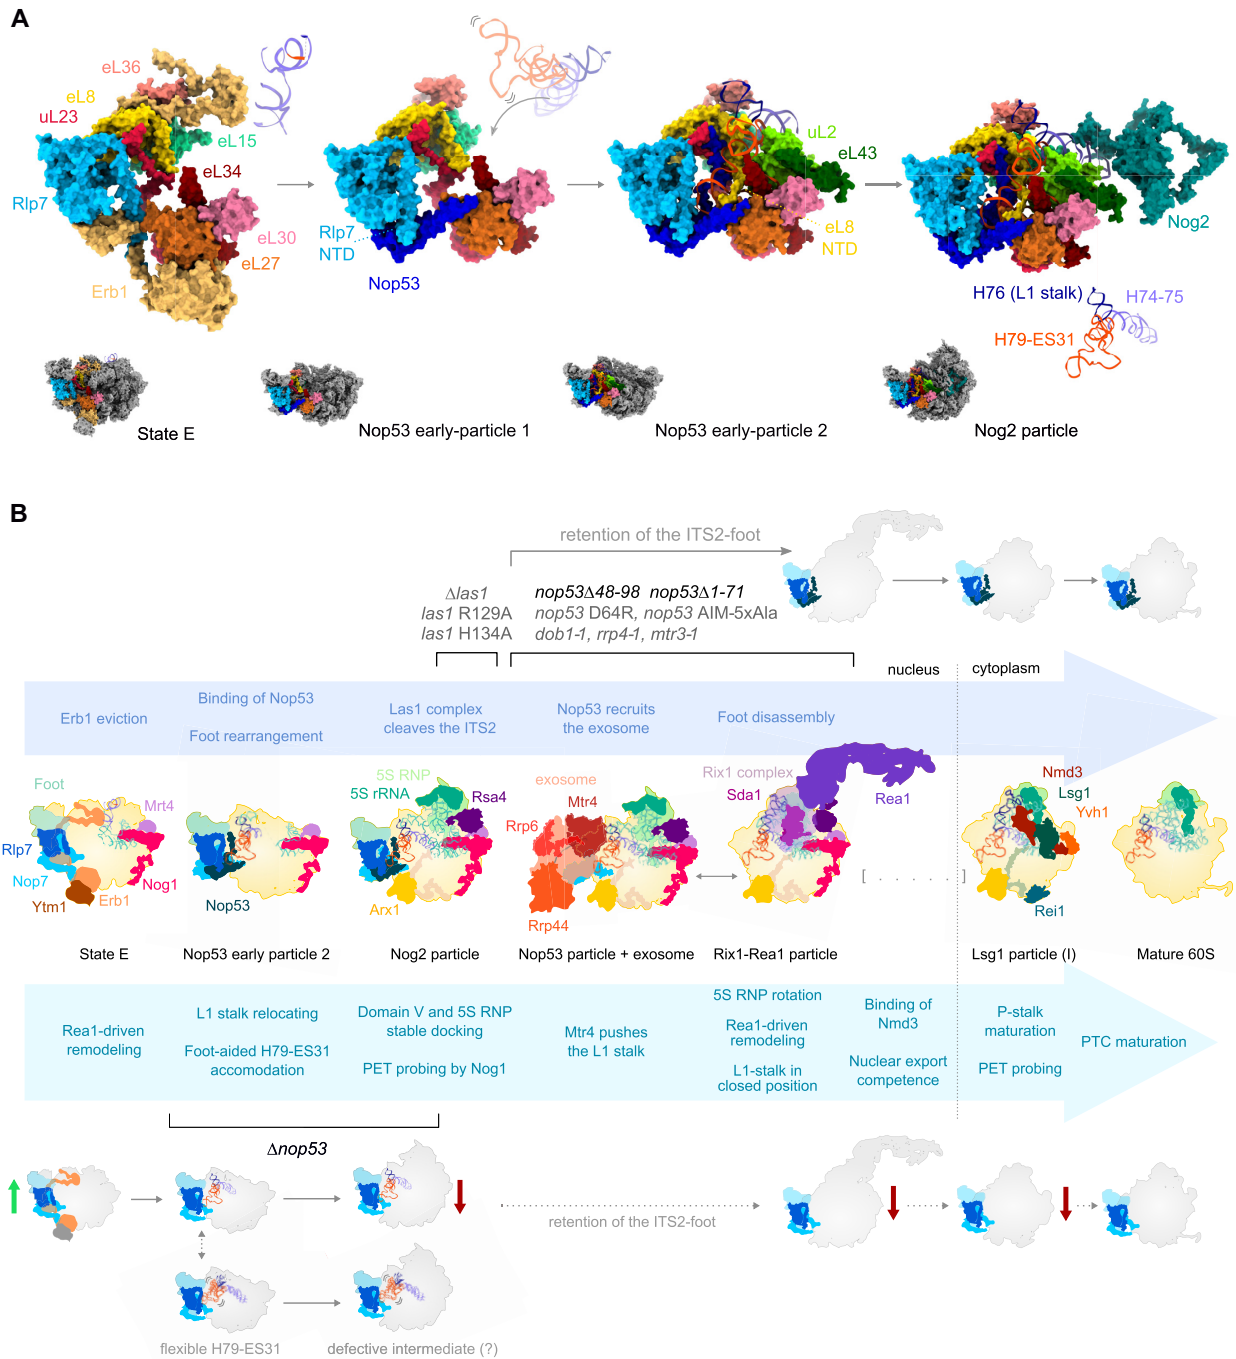 A
eL36
eL8
uL23
eL15
eL34
Rlp7
eL30
eL27
Erb1
Rlp7
NTD
Nop53
uL2
eL43
eL8
NTD
Nog2
H76 (L1 stalk)
H74-75
H79-ES31
State E
Nop53 early-particle 1
Nop53 early-particle 2
Nog2 particle
B
retention of the ITS2-foot
Δlas1
las1 R129A
las1 H134A
nop53Δ48-98 nop53Δ1-71
nop53 D64R, nop53 AIM-5xAla
dob1-1, rrp4-1, mtr3-1
nucleus
cytoplasm
Erb1 eviction
Binding of Nop53
Foot rearrangement
Las1 complex
cleaves the ITS2
Nop53 recruits
the exosome
Foot disassembly
Foot
Mrt4
Rlp7
Nop7
Ytm1
Erb1
Nog1
Nop53
5S RNP
5S rRNA
Rsa4
Arx1
exosome
Mtr4
Rrp6
Rrp44
Rix1 complex
Sda1
Rea1
[ . . . . . ]
Nmd3
Lsg1
Yvh1
Rei1
State E
Nop53 early particle 2
Nog2 particle
Nop53 particle + exosome
Rix1-Rea1 particle
Lsg1 particle (I)
Mature 60S
Rea1-driven
remodeling
L1 stalk relocating
Foot-aided H79-ES31
accomodation
Domain V and 5S RNP
stable docking
PET probing by Nog1
Mtr4 pushes
the L1 stalk
5S RNP rotation
Rea1-driven
remodeling
L1-stalk in
closed position
Binding of
Nmd3
Nuclear export
competence
P-stalk
maturation
PET probing
PTC maturation
Δnop53
retention of the ITS2-foot
flexible H79-ES31
defective intermediate (?)